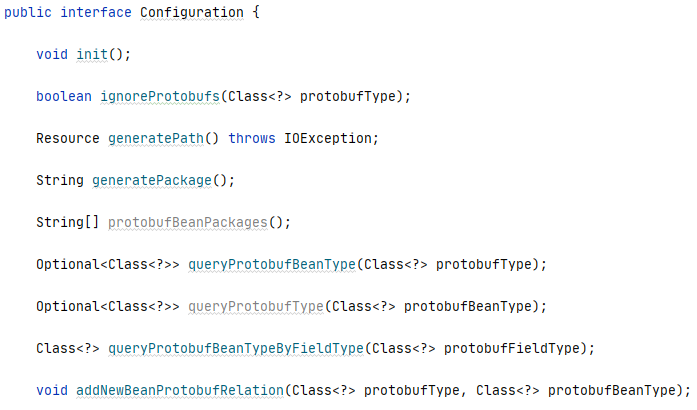 public interface Configuration {
void init();
boolean ignoreProtobufs(Class<?> protobufType);
Resource generatePath() throws IOException;
String generatePackage();
String[] protobufBeanPackages();
Optional<Class<?>> queryProtobufBeanType(Class<?> protobufType);
Optional<Class<?>> queryProtobufType(Class<?> protobufBeanType);
Class<?> queryProtobufBeanTypeByFieldType(Class<?> protobufFieldType);
void addNewBeanProtobufRelation(Class<?> protobufType, Class<?> protobufBeanType);